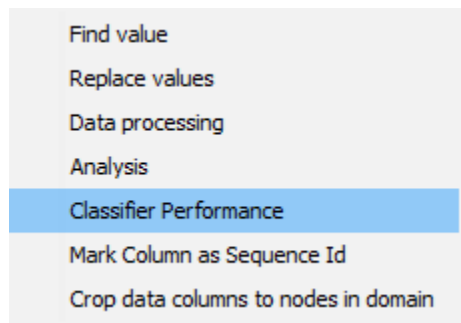 Find value
Replace values
Data processing
Analysis
Classifier Performance
Mark Column as Sequence Id
Crop data columns to nodes in domain